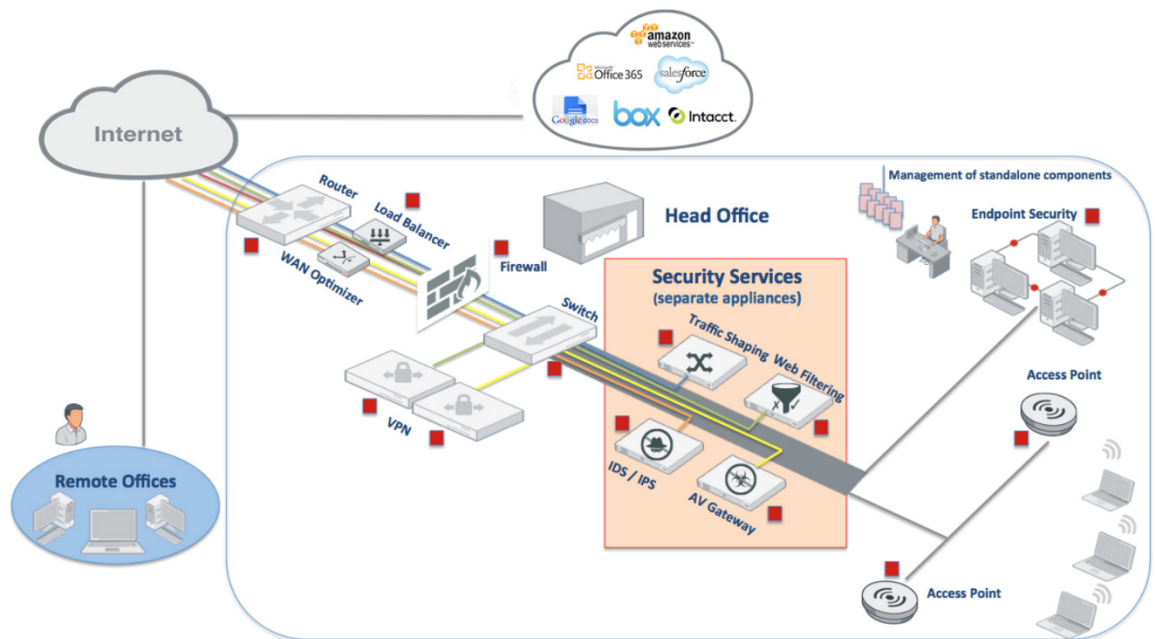 amazon
webservices™
Microsoft
Office 365
salesforce
Google docs
box
Intacct.
Internet
Router
Load Balancer
WAN Optimizer
Firewall
Head Office
Management of standalone components
Endpoint Security
Security Services
(separate appliances)
Switch
Traffic Shaping
Web Filtering
VPN
IDS / IPS
AV Gateway
Access Point
Remote Offices
Access Point